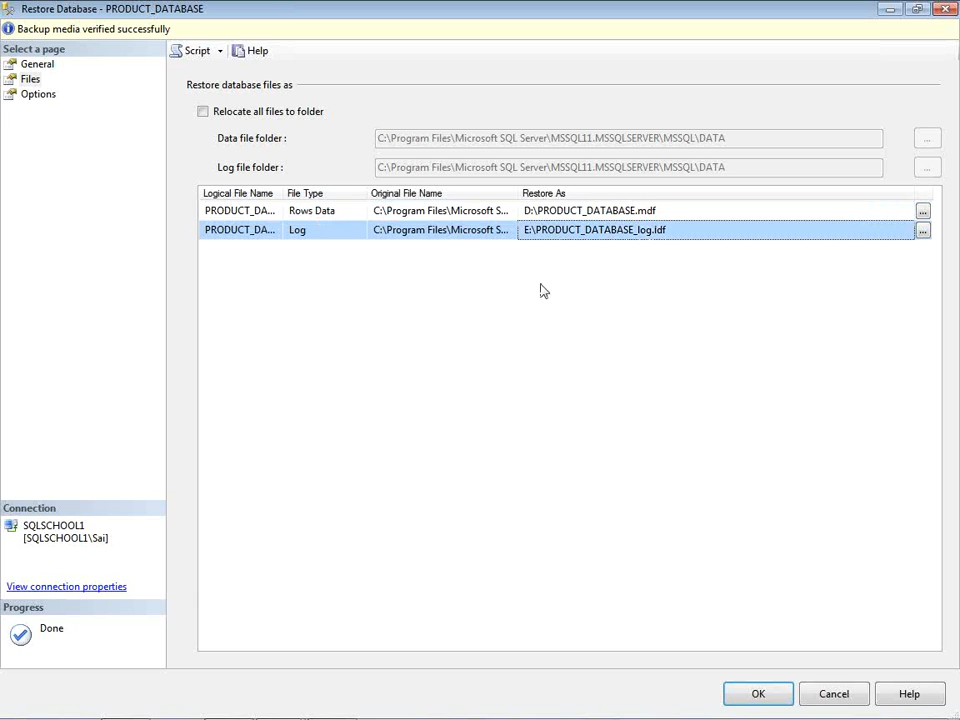 Restore Database - PRODUCT_DATABASE
Backup media verified successfully
Select a page
General
Files
Options
Script
Help
Restore database files as
Relocate all files to folder
Data file folder :
C:\Program Files\Microsoft SQL Server\MSSQL11.MSSQLSERVER\MSSQL\DATA
...
Log file folder :
C:\Program Files\Microsoft SQL Server\MSSQL11.MSSQLSERVER\MSSQL\DATA
...
Logical File Name File Type Original File Name Restore As
PRODUCT_DA... Rows Data C:\Program Files\Microsoft S... D:\PRODUCT_DATABASE.mdf ...
PRODUCT_DA... Log C:\Program Files\Microsoft S... E:\PRODUCT_DATABASE_log.ldf ...
Connection
SQLSCHOOL1
[SQLSCHOOL1\Sai]
View connection properties
Progress
Done
OK
Cancel
Help